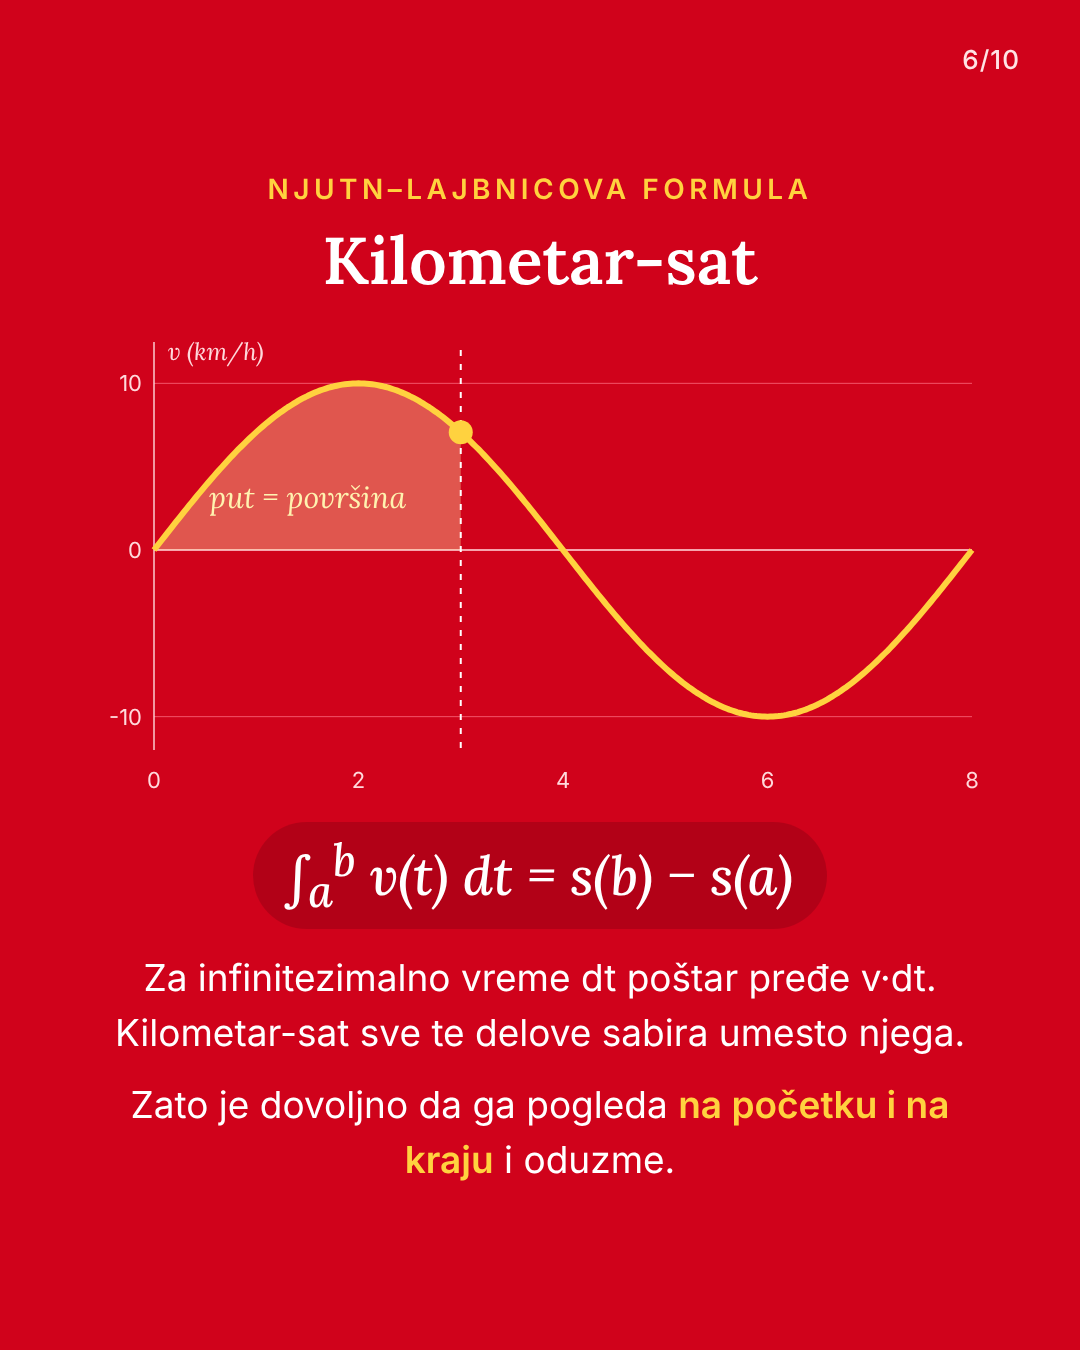 6/10
NJUTN–LAJBNICOVA FORMULA
Kilometar-sat
v (km/h)
10
put = površina
0
-10
0 2 4 6 8
∫ₐᵇ v(t) dt = s(b) − s(a)
Za infinitezimalno vreme dt poštar pređe v·dt.
Kilometar-sat sve te delove sabira umesto njega.
Zato je dovoljno da ga pogleda na početku i na
kraju i oduzme.